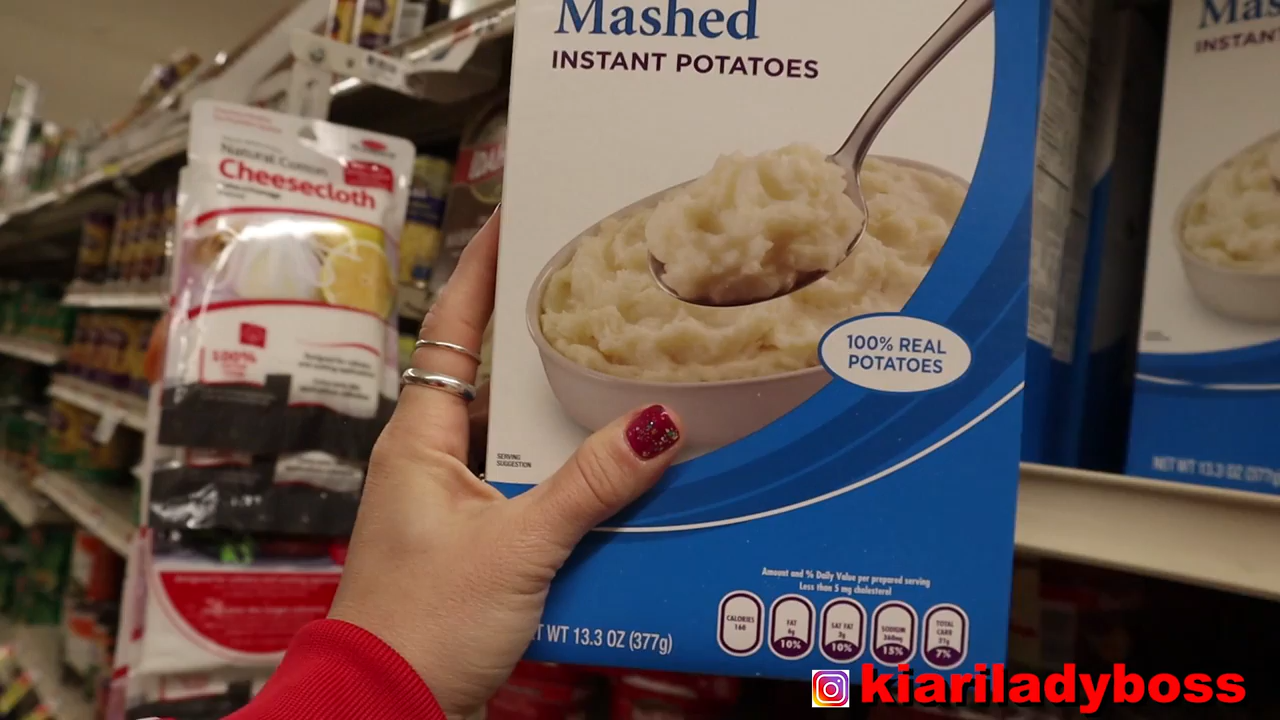 Mashed
INSTANT POTATOES
100% REAL
POTATOES
SERVING
SUGGESTION
Amount and % Daily Value per prepared serving
Less than 5 mg cholesterol
CALORIES
160
FAT
6g
10%
SAT FAT
2g
10%
SODIUM
360mg
15%
TOTAL
CARB
21g
7%
T WT 13.3 OZ (377g)
Natural Cotton
Cheesecloth
100%
Mas
INSTANT
NET WT 13.3 OZ (377g
kiariladyboss